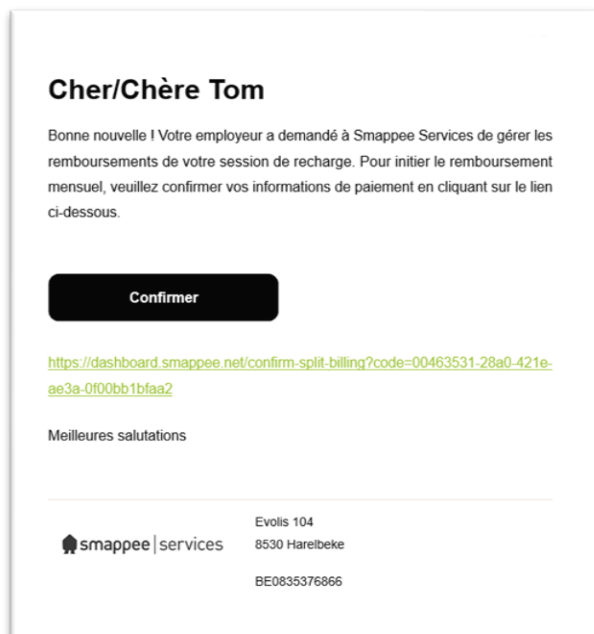 Cher/Chère Tom
Bonne nouvelle ! Votre employeur a demandé à Smappee Services de gérer les
remboursements de votre session de recharge. Pour initier le remboursement
mensuel, veuillez confirmer vos informations de paiement en cliquant sur le lien
ci-dessous.
Confirmer
https://dashboard.smappee.net/confirm-split-billing?code=00463531-28a0-421e-
ae3a-0f00bb1bfaa2
Meilleures salutations
smappee|services
Evolis 104
8530 Harelbeke
BE0835376866